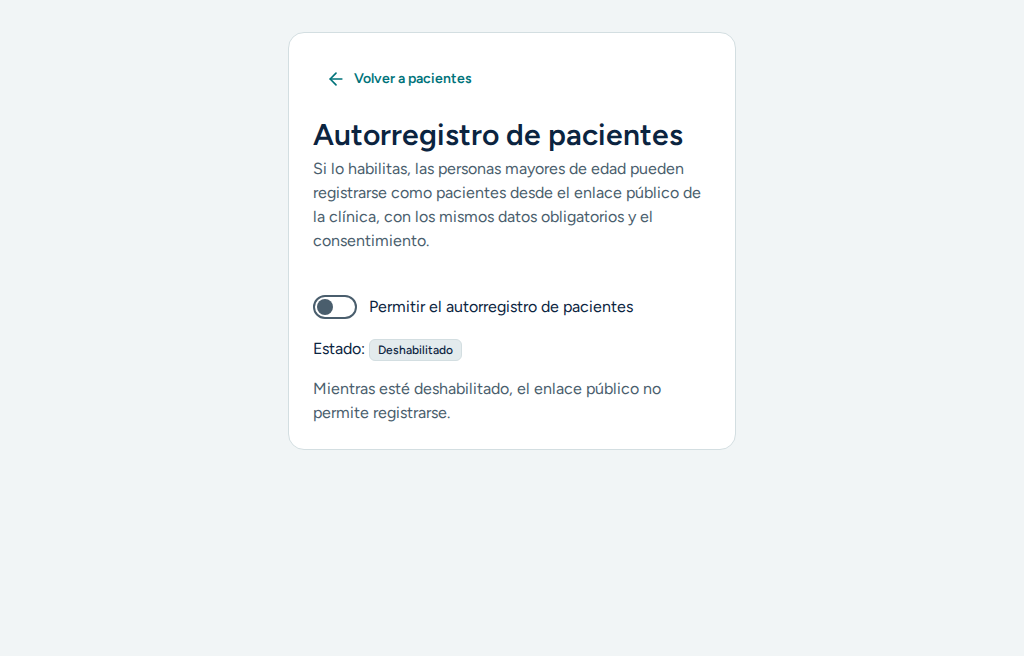 Volver a pacientes
Autorregistro de pacientes
Si lo habilitas, las personas mayores de edad pueden
registrarse como pacientes desde el enlace público de
la clínica, con los mismos datos obligatorios y el
consentimiento.
Permitir el autorregistro de pacientes
Estado: Deshabilitado
Mientras esté deshabilitado, el enlace público no
permite registrarse.